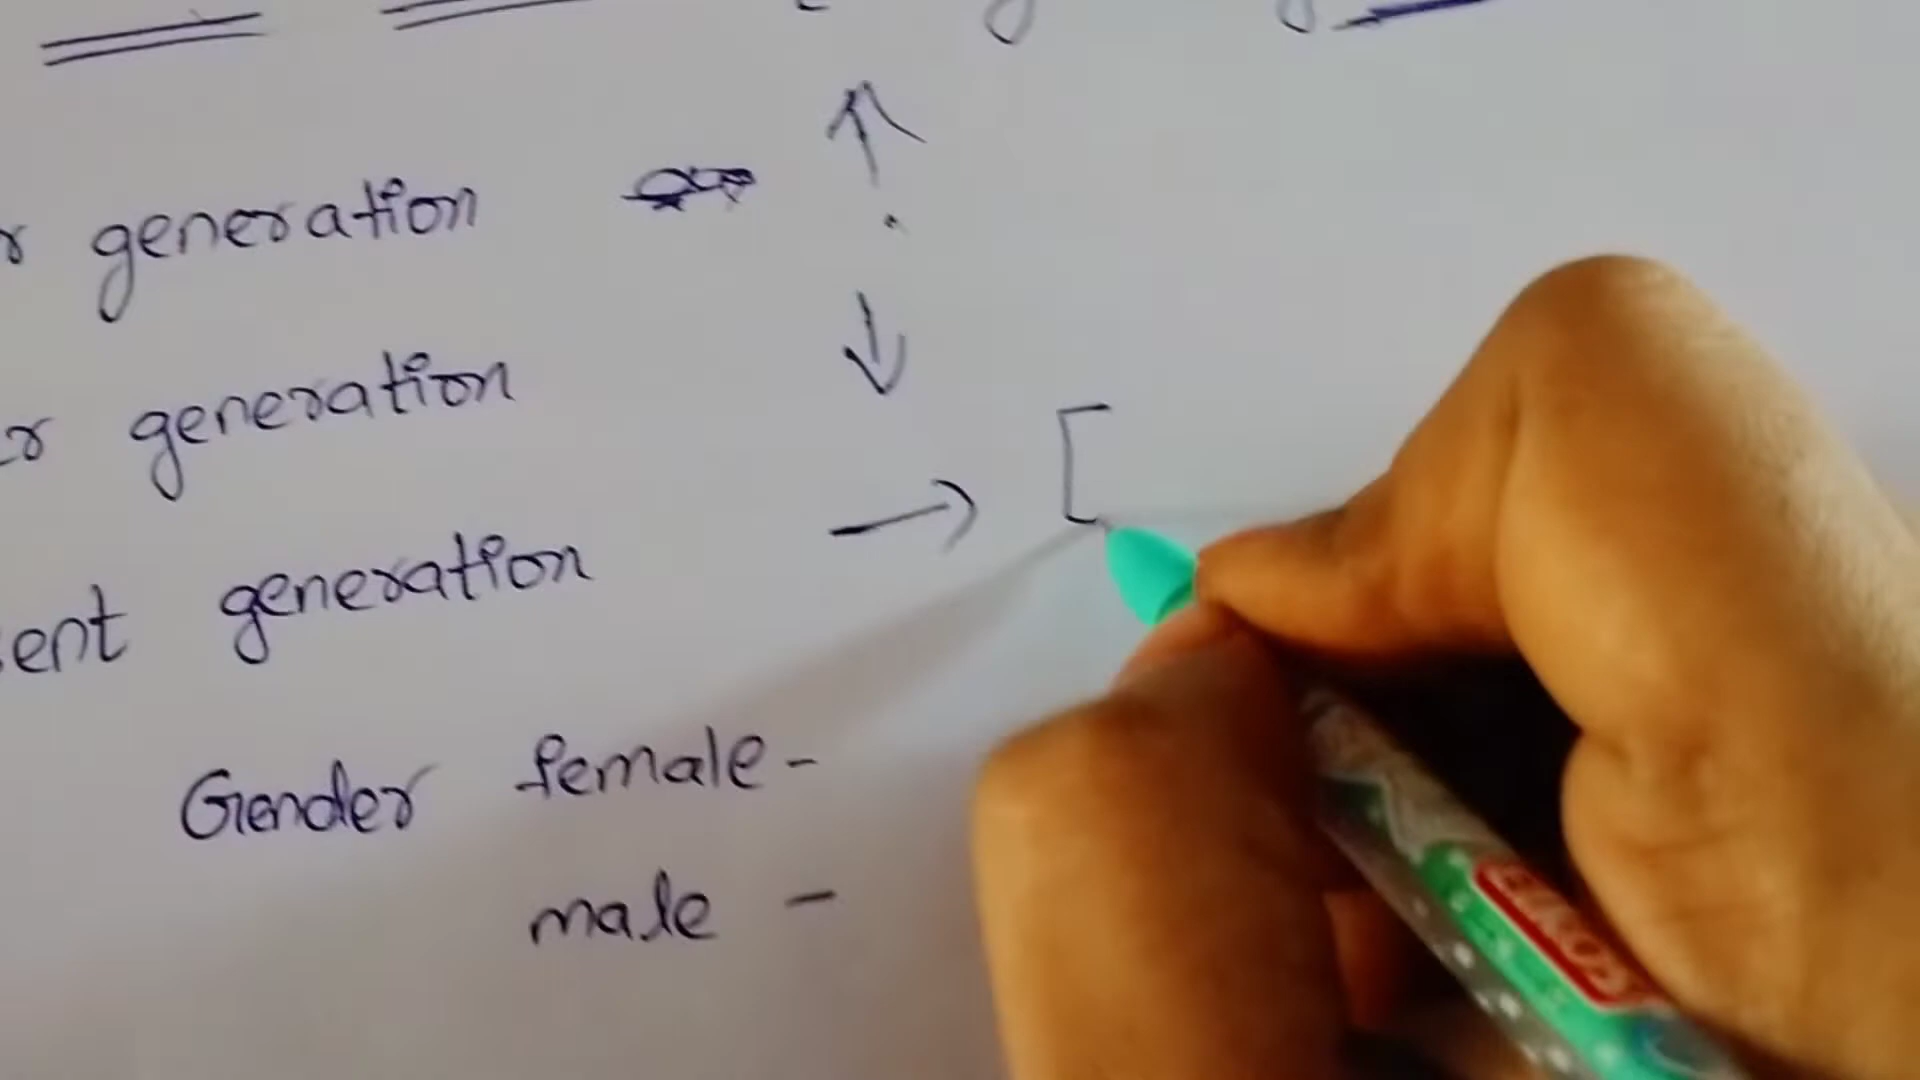 generation ↑
generation ↓
generation → [
Gender female -
male -